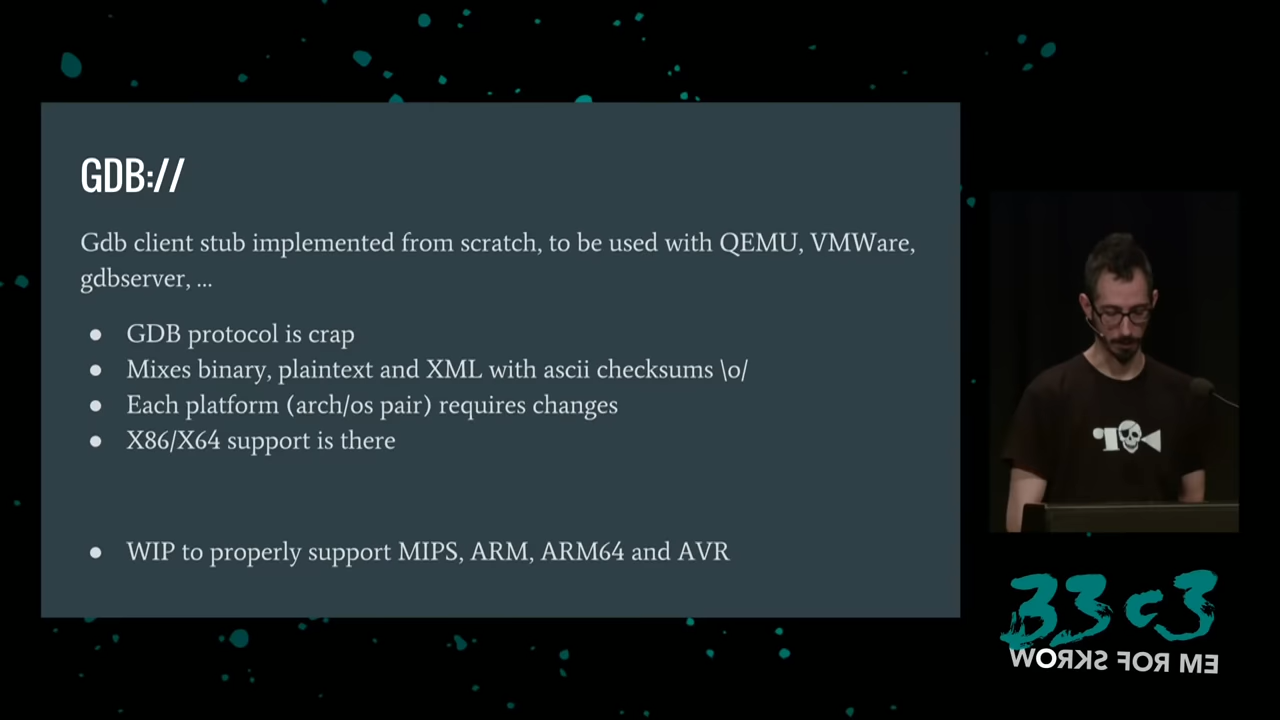 GDB://
Gdb client stub implemented from scratch, to be used with QEMU, VMWare,
gdbserver, ...
● GDB protocol is crap
● Mixes binary, plaintext and XML with ascii checksums \o/
● Each platform (arch/os pair) requires changes
● X86/X64 support is there
● WIP to properly support MIPS, ARM, ARM64 and AVR
33c3
WORKS FOR ME